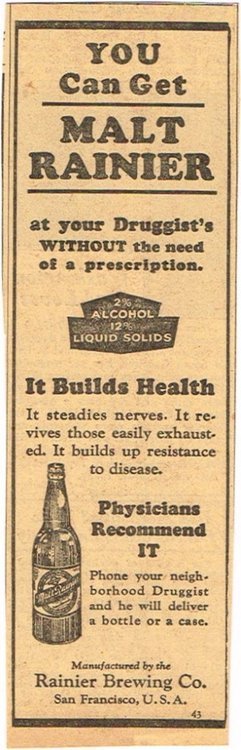 YOU
Can Get
MALT
RAINIER
at your Druggist's
WITHOUT the need
of a prescription.
2%
ALCOHOL
12%
LIQUID SOLIDS
It Builds Health
It steadies nerves. It re-
vives those easily exhaust-
ed. It builds up resistance
to disease.
Physicians
Recommend
IT
Malt Rainier
Phone your neigh-
borhood Druggist
and he will deliver
a bottle or a case.
Manufactured by the
Rainier Brewing Co.
San Francisco, U. S. A.
43